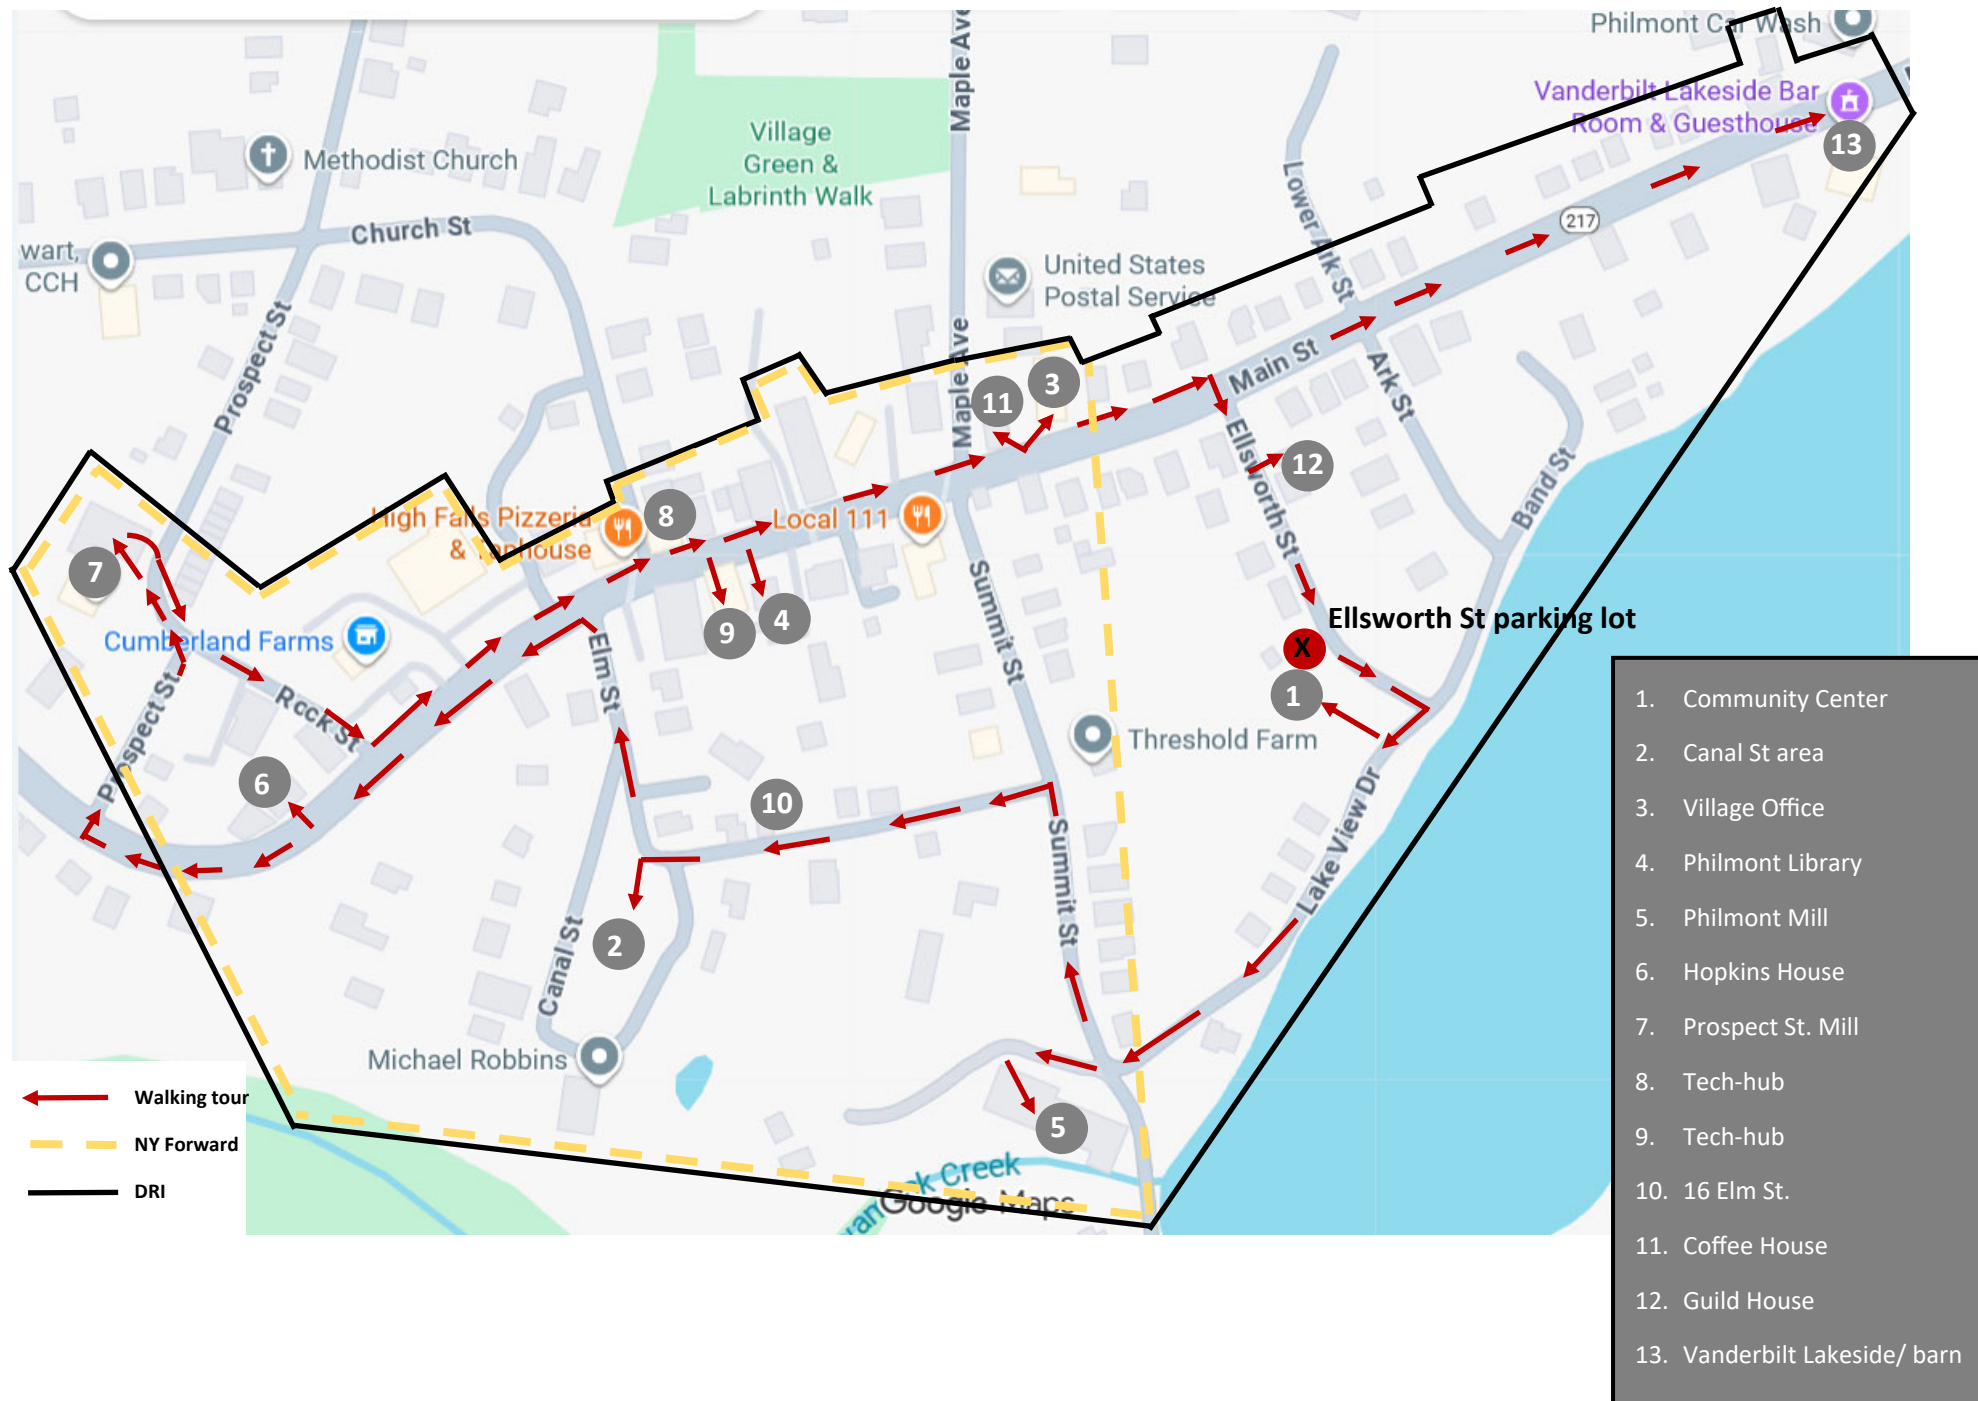 Philmont Car Wash
Vanderbilt Lakeside Bar
Room & Guesthouse
13
Maple Ave
Village
Green &
Labrinth Walk
Methodist Church
Church St
wart,
CCH
Lower Ark St
217
United States
Postal Service
Prospect St
Maple Ave
Main St
Ark St
3
11
Ellsworth St
12
Band St
High Falls Pizzeria
& Taphouse
8
Local 111
7
9
4
Summit St
Cumberland Farms
Elm St
Ellsworth St parking lot
X
1
Prospect St
Rock St
6
10
Threshold Farm
Lake View Dr
Summit St
2
Canal St
Michael Robbins
5
Creek
Google Maps
Walking tour
NY Forward
DRI
1. Community Center
2. Canal St area
3. Village Office
4. Philmont Library
5. Philmont Mill
6. Hopkins House
7. Prospect St. Mill
8. Tech-hub
9. Tech-hub
10. 16 Elm St.
11. Coffee House
12. Guild House
13. Vanderbilt Lakeside/ barn